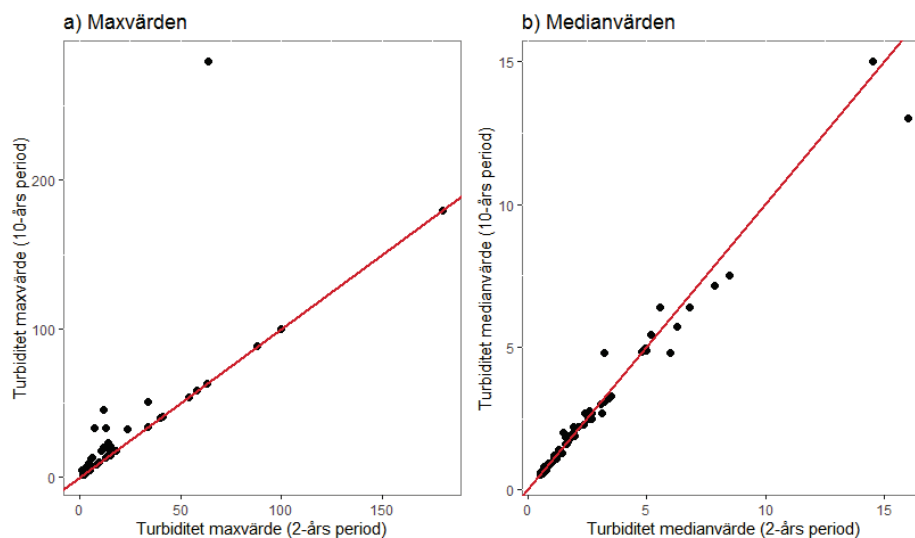 a) Maxvärden
Turbiditet maxvärde (10-års period)
200
100
0
0
50
100
150
Turbiditet maxvärde (2-års period)
b) Medianvärden
Turbiditet medianvärde (10-års period)
15
10
5
0
0
5
10
15
Turbiditet medianvärde (2-års period)